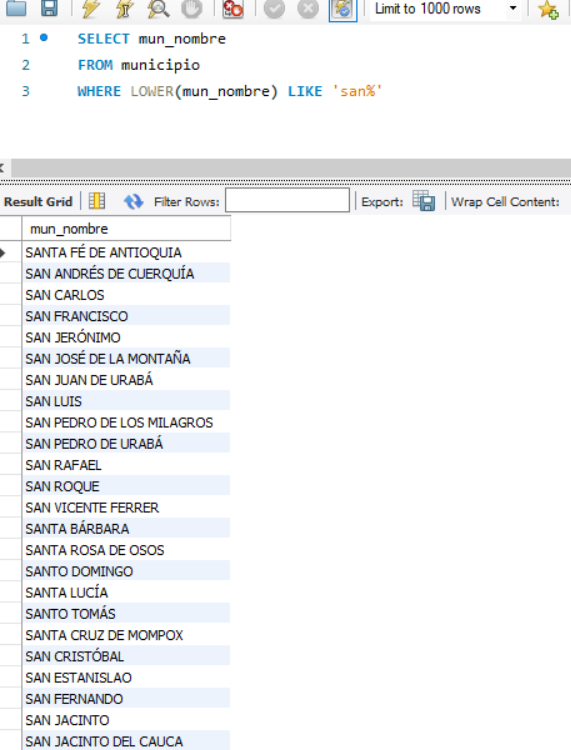 Limit to 1000 rows
1 SELECT mun_nombre
2 FROM municipio
3 WHERE LOWER(mun_nombre) LIKE 'san%'
Result Grid Filter Rows: Export: Wrap Cell Content:
mun_nombre
SANTA FÉ DE ANTIOQUIA
SAN ANDRÉS DE CUERQUÍA
SAN CARLOS
SAN FRANCISCO
SAN JERÓNIMO
SAN JOSÉ DE LA MONTAÑA
SAN JUAN DE URABÁ
SAN LUIS
SAN PEDRO DE LOS MILAGROS
SAN PEDRO DE URABÁ
SAN RAFAEL
SAN ROQUE
SAN VICENTE FERRER
SANTA BÁRBARA
SANTA ROSA DE OSOS
SANTO DOMINGO
SANTA LUCÍA
SANTO TOMÁS
SANTA CRUZ DE MOMPOX
SAN CRISTÓBAL
SAN ESTANISLAO
SAN FERNANDO
SAN JACINTO
SAN JACINTO DEL CAUCA